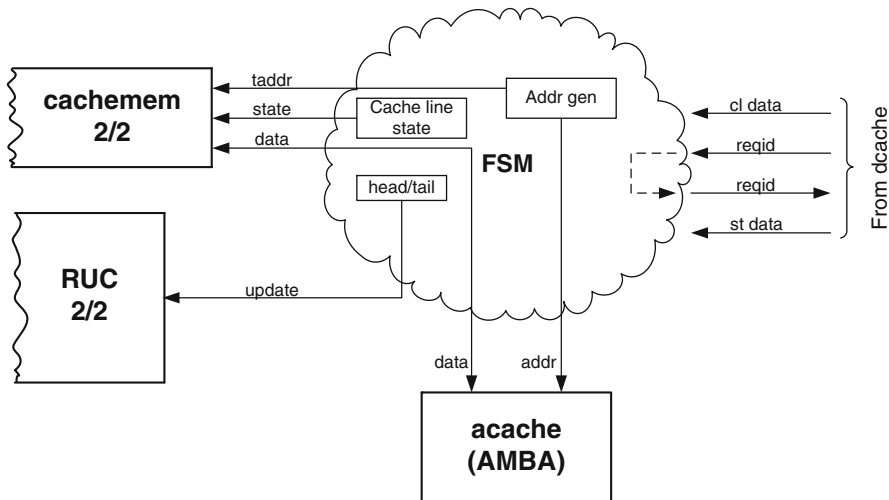 taddr
cachemem
2/2
state
data
Cache line
state
Addr gen
FSM
head/tail
cl data
reqid
reqid
st data
From dcache
RUC
2/2
update
data
addr
acache
(AMBA)